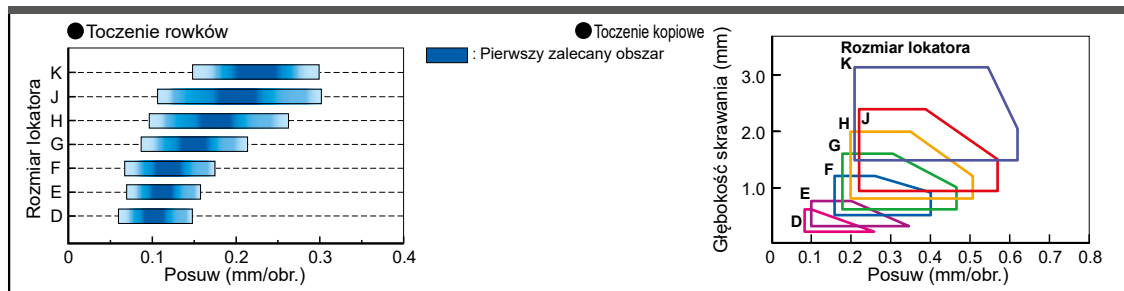 ● Toczenie rowków
Rozmiar lokatora
K
J
H
G
F
E
D
0 0.1 0.2 0.3 0.4
Posuw (mm/obr.)
● Toczenie kopiowe
: Pierwszy zalecany obszar
Głębokość skrawania (mm)
Rozmiar lokatora
K
J
H
G
F
E
D
3.0
2.0
1.0
0 0.1 0.2 0.3 0.4 0.5 0.6 0.7 0.8
Posuw (mm/obr.)